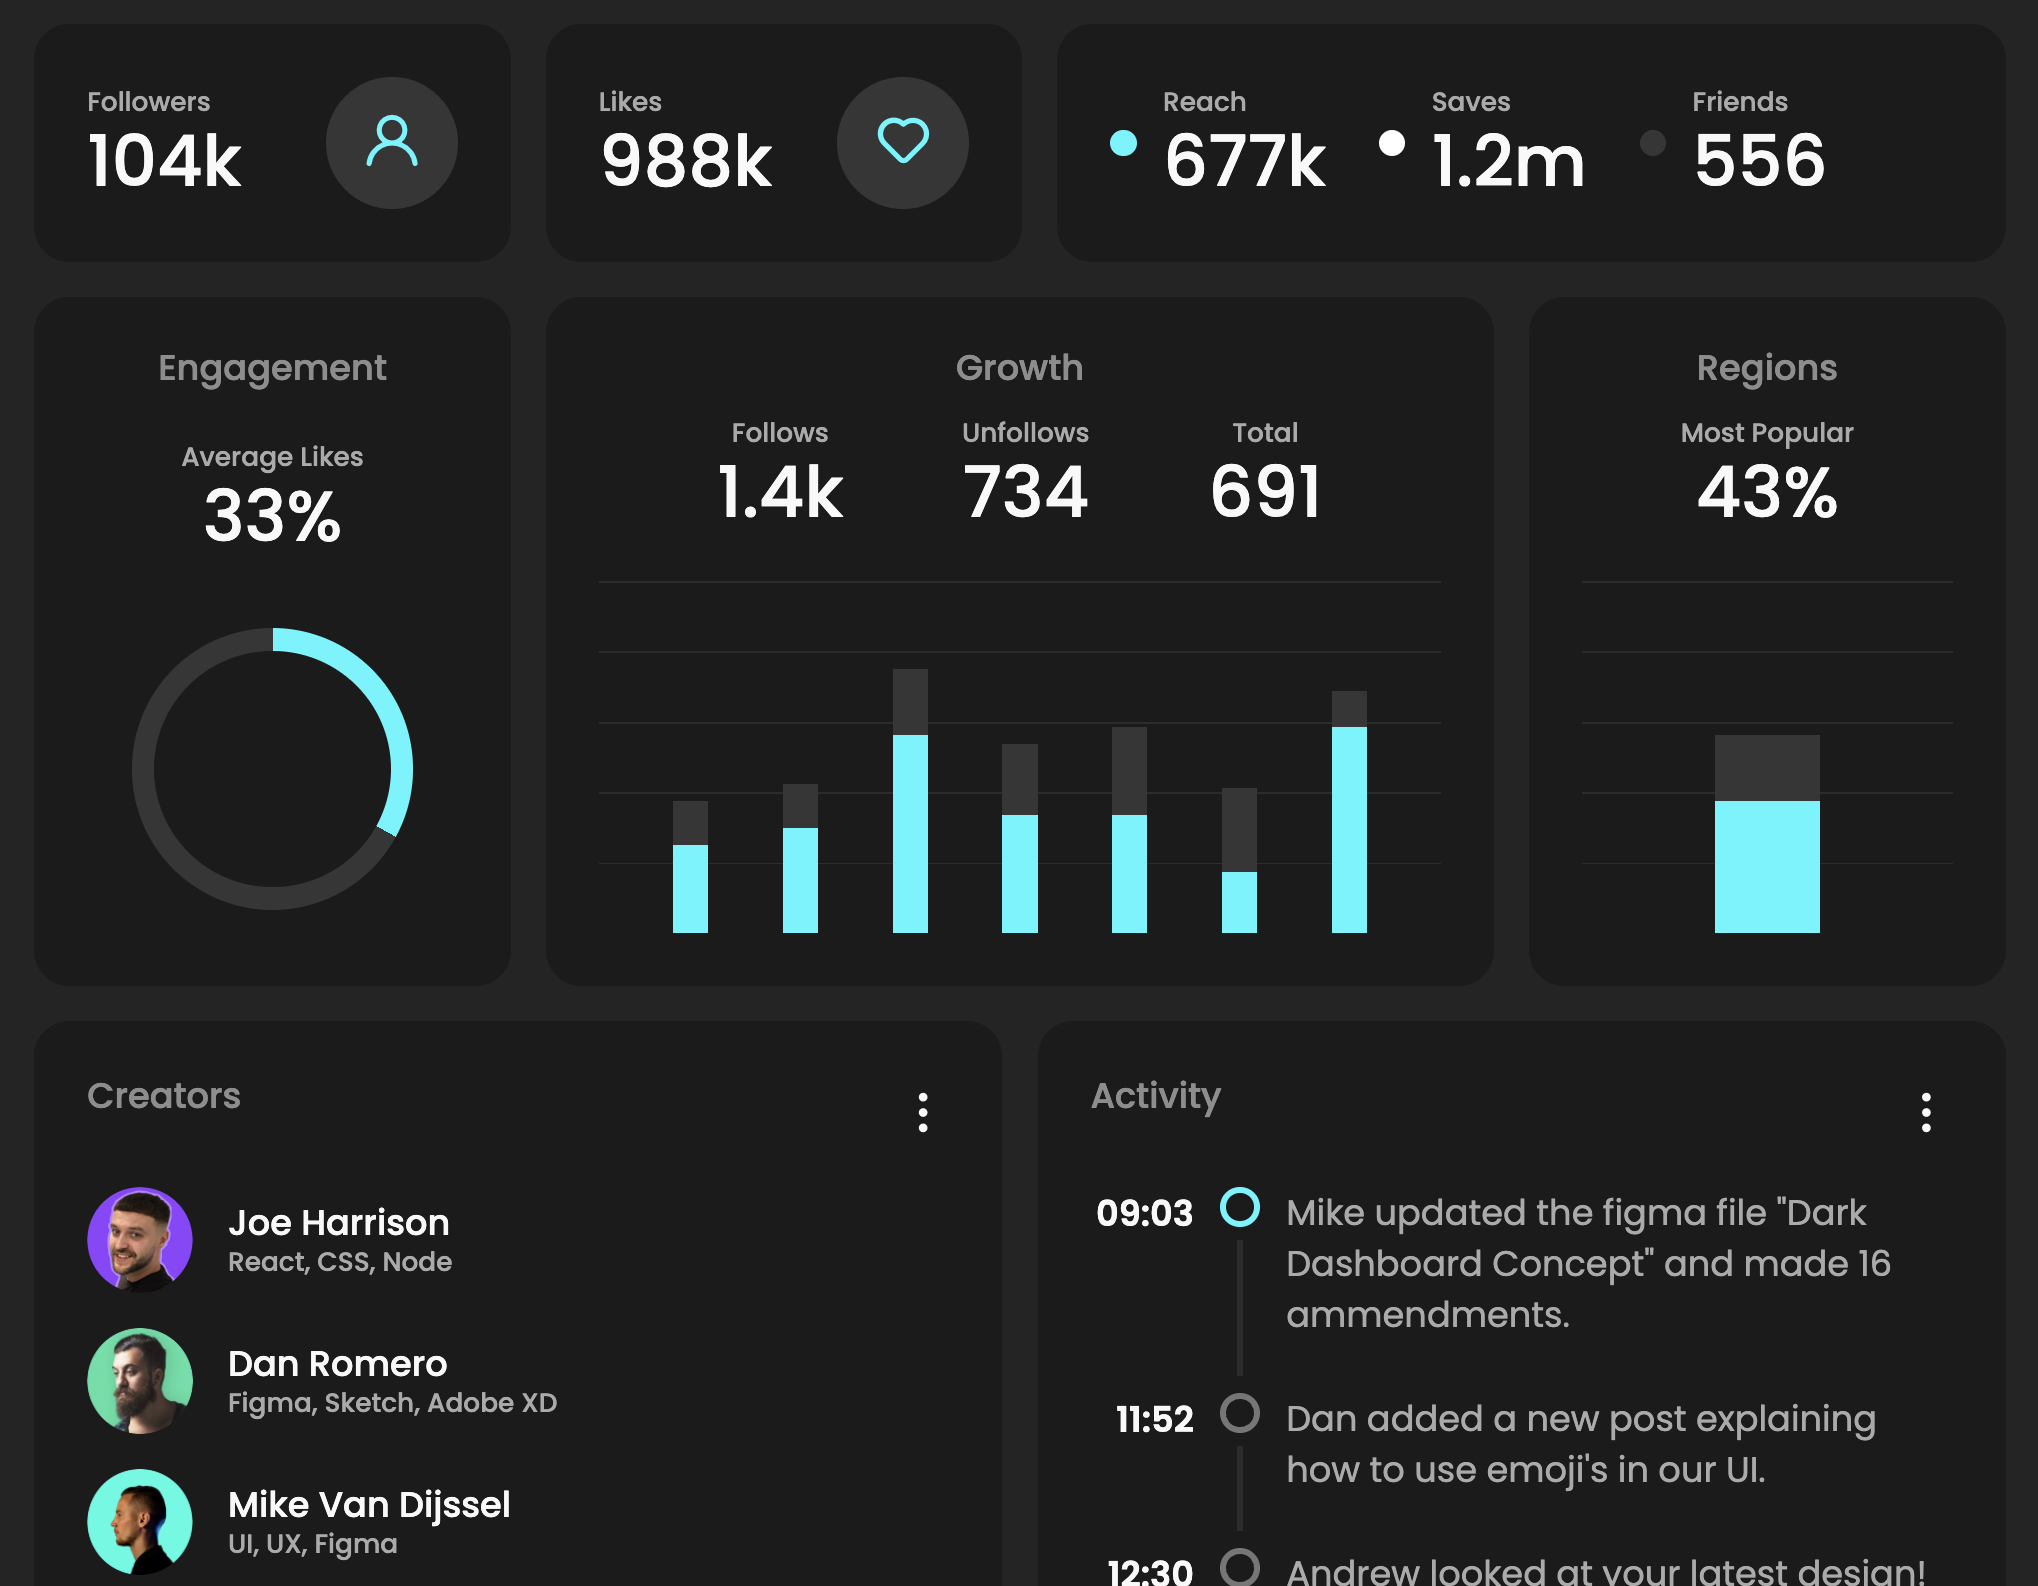 Followers
104k
Likes
988k
Reach
677k
Saves
1.2m
Friends
556
Engagement
Average Likes
33%
Growth
Follows
1.4k
Unfollows
734
Total
691
Regions
Most Popular
43%
Creators
Joe Harrison
React, CSS, Node
Dan Romero
Figma, Sketch, Adobe XD
Mike Van Dijssel
UI, UX, Figma
Activity
09:03
Mike updated the figma file "Dark
Dashboard Concept" and made 16
ammendments.
11:52
Dan added a new post explaining
how to use emoji's in our UI.
12:30
Andrew looked at your latest design!